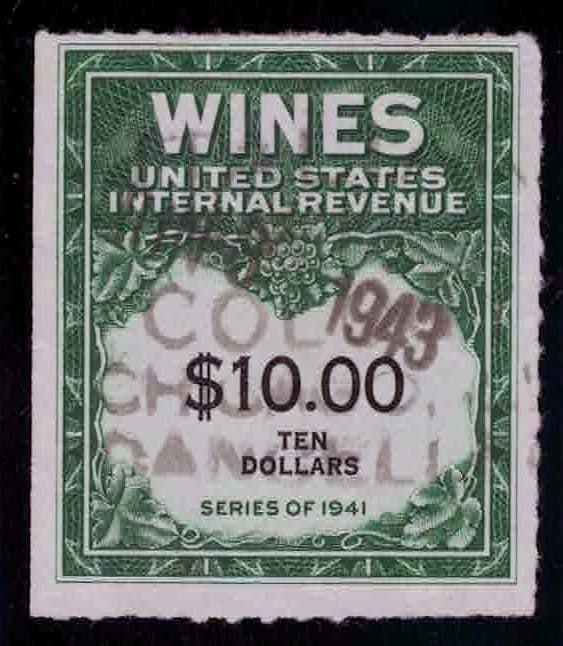 WINES
UNITED STATES
INTERNAL REVENUE
1943
$10.00
TEN
DOLLARS
SERIES OF 1941